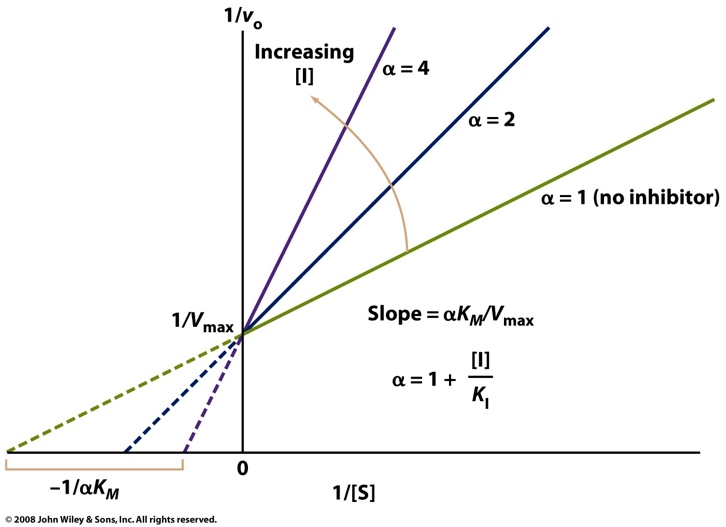 1/vo
Increasing
[I]
α = 4
α = 2
α = 1 (no inhibitor)
1/Vmax
Slope = αKM/Vmax
α = 1 + [I]
KI
0
–1/αKM
1/[S]
© 2008 John Wiley & Sons, Inc. All rights reserved.